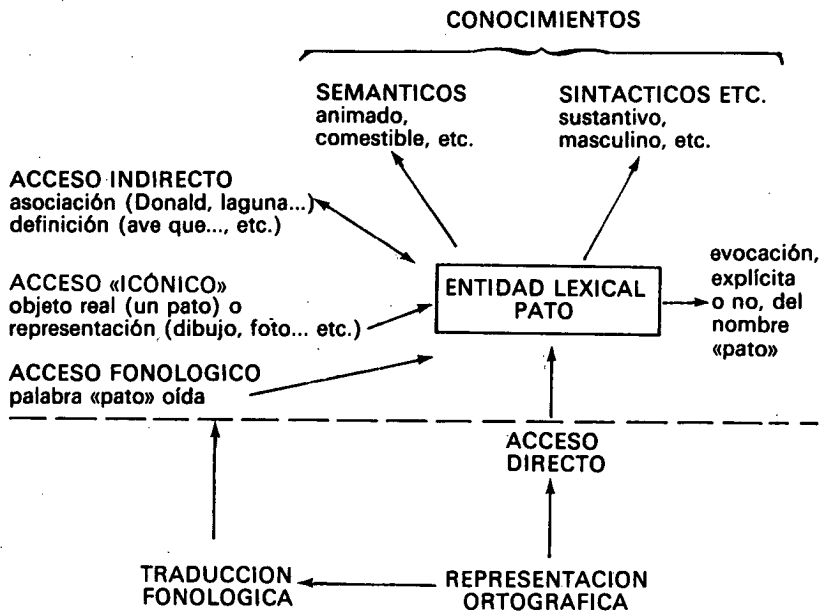 CONOCIMIENTOS
SEMANTICOS
animado,
comestible, etc.
SINTACTICOS ETC.
sustantivo,
masculino, etc.
ACCESO INDIRECTO
asociación (Donald, laguna...)
definición (ave que..., etc.)
ACCESO «ICÓNICO»
objeto real (un pato) o
representación (dibujo, foto... etc.)
ACCESO FONOLOGICO
palabra «pato» oída
ENTIDAD LEXICAL
PATO
evocación,
explícita
o no, del
nombre
«pato»
ACCESO
DIRECTO
TRADUCCION
FONOLOGICA
REPRESENTACION
ORTOGRAFICA